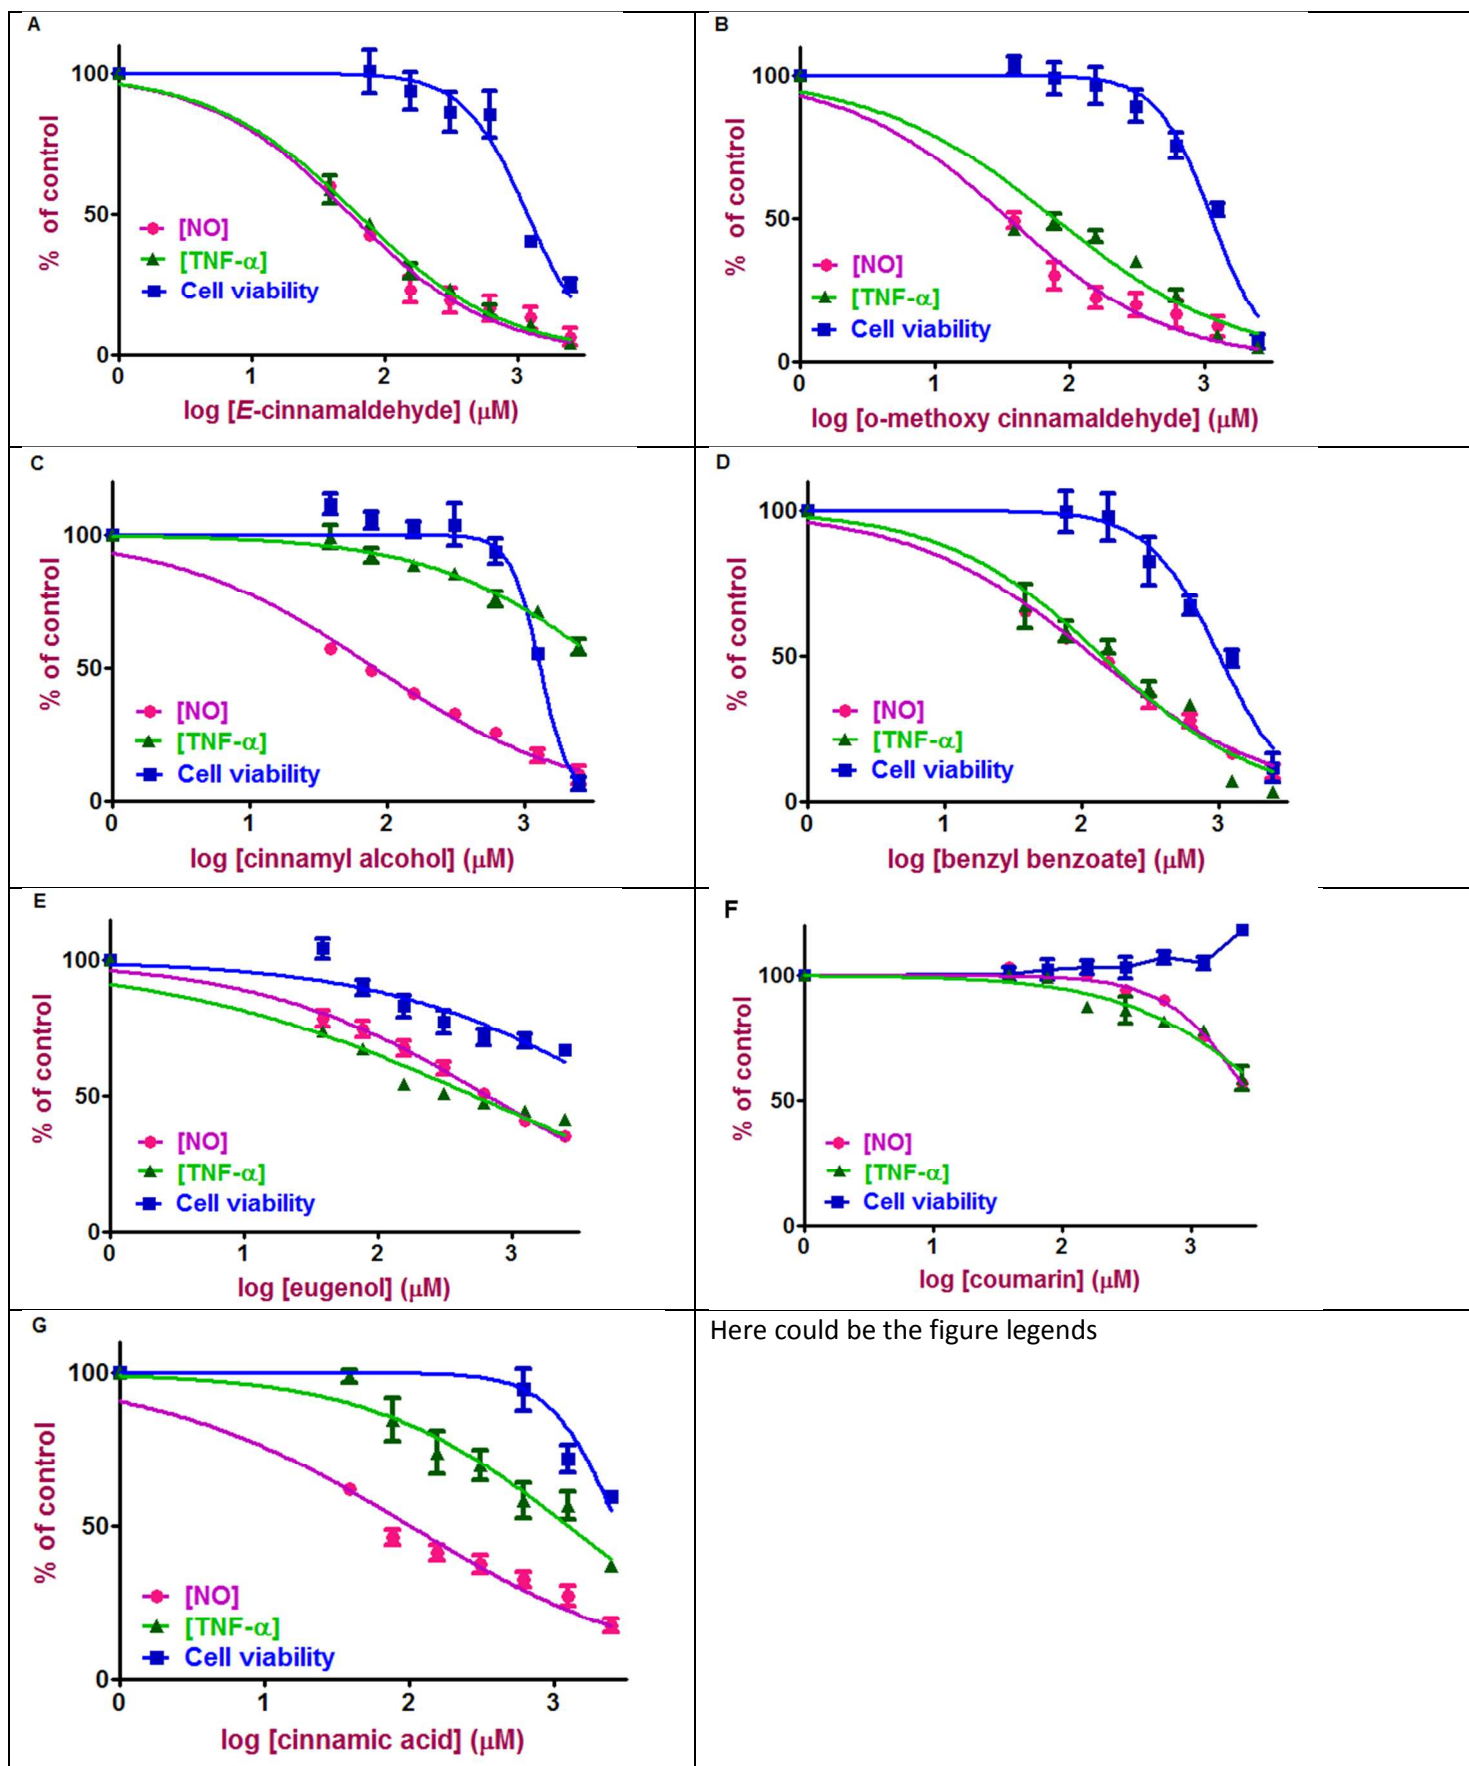 A
% of control
100
50
0
[NO]
[TNF-α]
Cell viability
0 1 2 3
log [E-cinnamaldehyde] (μM)
B
% of control
100
50
0
[NO]
[TNF-α]
Cell viability
0 1 2 3
log [o-methoxy cinnamaldehyde] (μM)
C
% of control
100
50
0
[NO]
[TNF-α]
Cell viability
0 1 2 3
log [cinnamyl alcohol] (μM)
D
% of control
100
50
0
[NO]
[TNF-α]
Cell viability
0 1 2 3
log [benzyl benzoate] (μM)
E
% of control
100
50
0
[NO]
[TNF-α]
Cell viability
0 1 2 3
log [eugenol] (μM)
F
% of control
100
50
0
[NO]
[TNF-α]
Cell viability
0 1 2 3
log [coumarin] (μM)
G
% of control
100
50
0
[NO]
[TNF-α]
Cell viability
0 1 2 3
log [cinnamic acid] (μM)
Here could be the figure legends